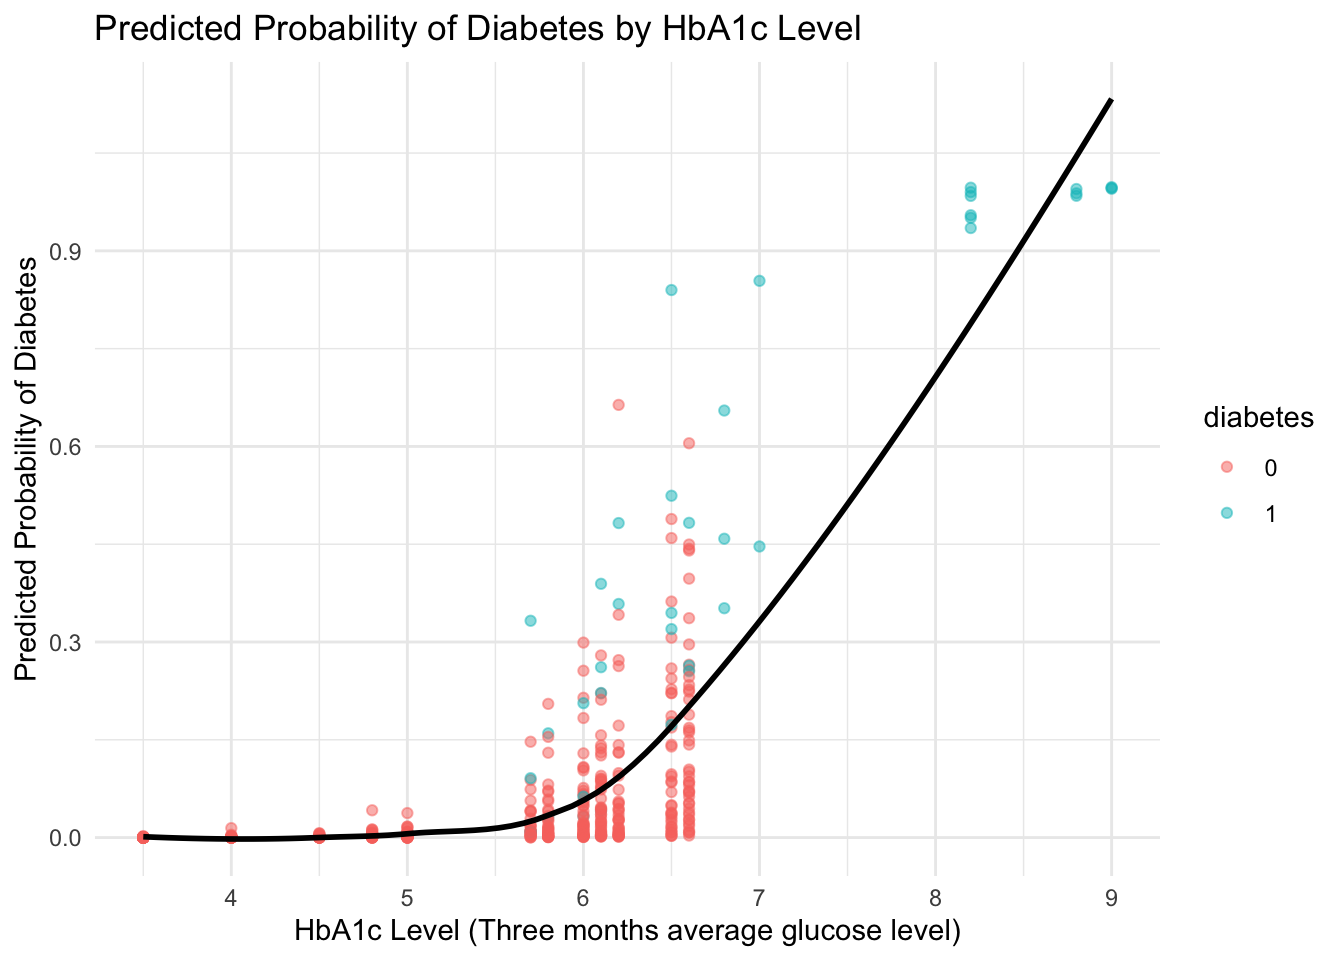 Predicted Probability of Diabetes by HbA1c Level
Predicted Probability of Diabetes
0.9
0.6
0.3
0.0
4 5 6 7 8 9
HbA1c Level (Three months average glucose level)
diabetes
0
1